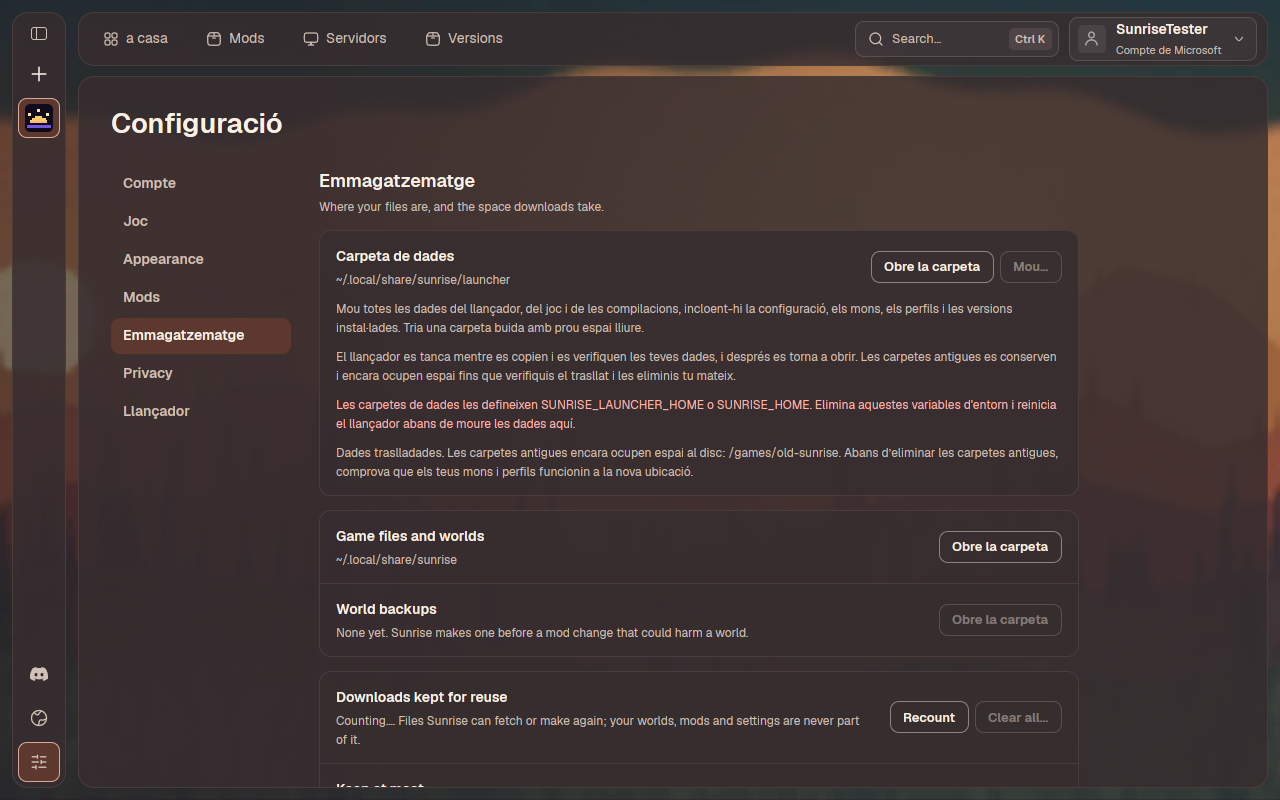 a casa
Mods
Servidors
Versions
Search...
Ctrl K
SunriseTester
Compte de Microsoft
Configuració
Compte
Joc
Appearance
Mods
Emmagatzematge
Privacy
Llançador
Emmagatzematge
Where your files are, and the space downloads take.
Carpeta de dades
~/.local/share/sunrise/launcher
Obre la carpeta
Mou...
Mou totes les dades del llançador, del joc i de les compilacions, incloent-hi la configuració, els mons, els perfils i les versions
instal·lades. Tria una carpeta buida amb prou espai lliure.
El llançador es tanca mentre es copien i es verifiquen les teves dades, i després es torna a obrir. Les carpetes antigues es conserven
i encara ocupen espai fins que verifiquis el trasllat i les eliminis tu mateix.
Les carpetes de dades les defineixen SUNRISE_LAUNCHER_HOME o SUNRISE_HOME. Elimina aquestes variables d'entorn i reinicia
el llançador abans de moure les dades aquí.
Dades traslladades. Les carpetes antigues encara ocupen espai al disc: /games/old-sunrise. Abans d'eliminar les carpetes antigues,
comprova que els teus mons i perfils funcionin a la nova ubicació.
Game files and worlds
~/.local/share/sunrise
Obre la carpeta
World backups
None yet. Sunrise makes one before a mod change that could harm a world.
Obre la carpeta
Downloads kept for reuse
Counting... Files Sunrise can fetch or make again; your worlds, mods and settings are never part
of it.
Recount
Clear all...